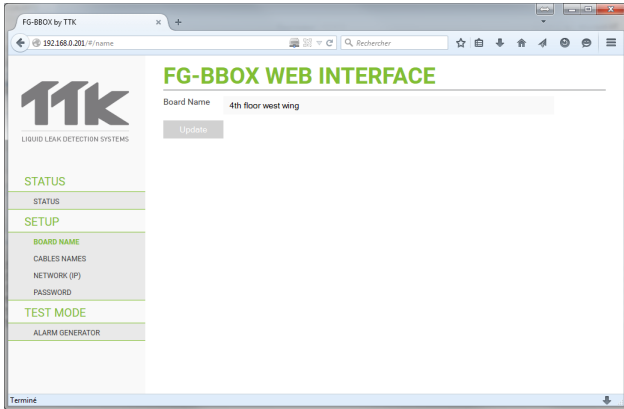 FG-BBOX by TTK
192.168.0.201/#/name
Rechercher
TTK
LIQUID LEAK DETECTION SYSTEMS
STATUS
STATUS
SETUP
BOARD NAME
CABLES NAMES
NETWORK (IP)
PASSWORD
TEST MODE
ALARM GENERATOR
FG-BBOX WEB INTERFACE
Board Name
4th floor west wing
Update
Terminé